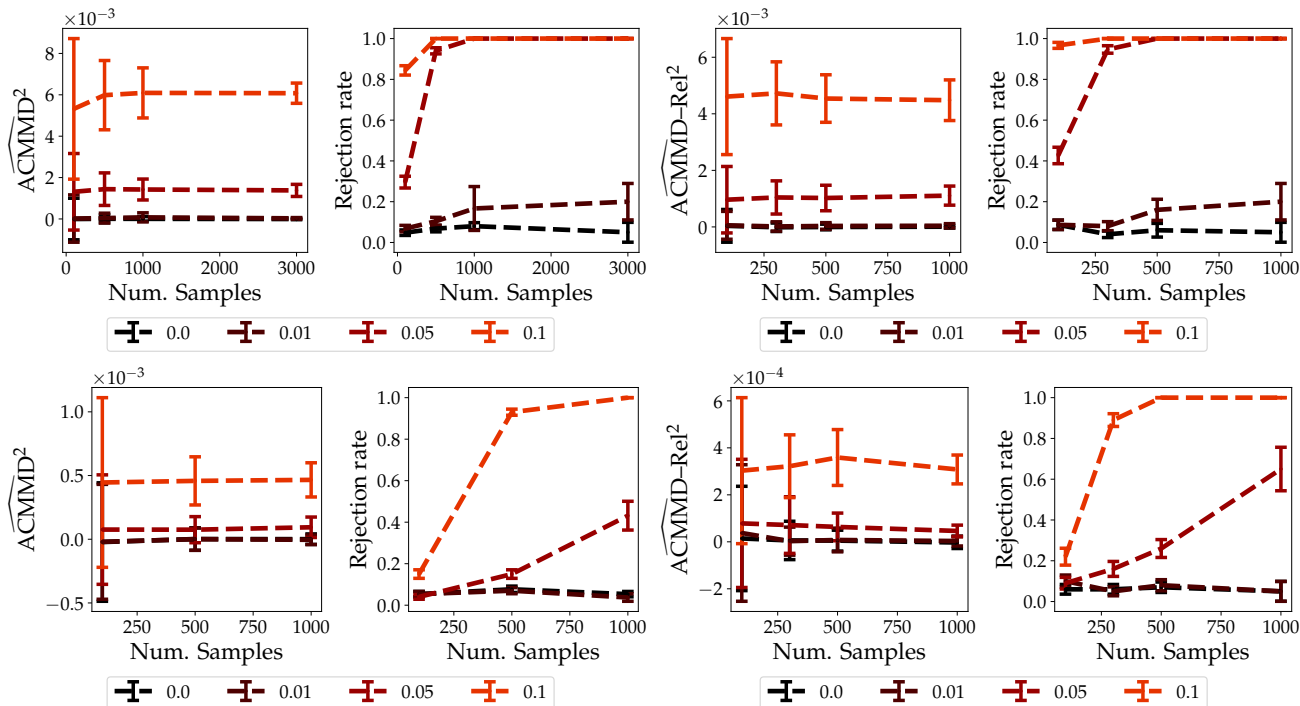 ×10⁻³
8
6
4
2
0
ACMMD²
0 1000 2000 3000
Num. Samples
1.0
0.8
0.6
0.4
0.2
0.0
Rejection rate
0 1000 2000 3000
Num. Samples
0.0 0.01 0.05 0.1
×10⁻³
6
4
2
0
ACMMD–Rel²
250 500 750 1000
Num. Samples
1.0
0.8
0.6
0.4
0.2
0.0
Rejection rate
250 500 750 1000
Num. Samples
0.0 0.01 0.05 0.1
×10⁻³
1.0
0.5
0.0
−0.5
ACMMD²
250 500 750 1000
Num. Samples
1.0
0.8
0.6
0.4
0.2
0.0
Rejection rate
250 500 750 1000
Num. Samples
0.0 0.01 0.05 0.1
×10⁻⁴
6
4
2
0
−2
ACMMD–Rel²
250 500 750 1000
Num. Samples
1.0
0.8
0.6
0.4
0.2
0.0
Rejection rate
250 500 750 1000
Num. Samples
0.0 0.01 0.05 0.1